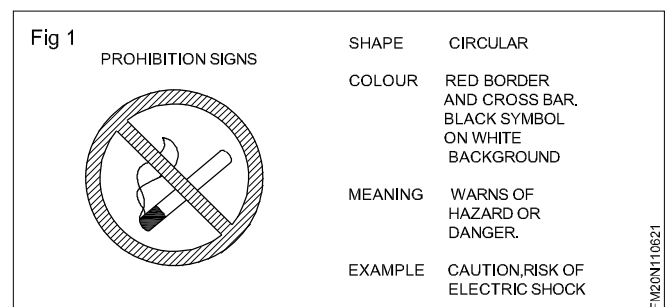 Fig 1
PROHIBITION SIGNS
SHAPE CIRCULAR
COLOUR RED BORDER
AND CROSS BAR.
BLACK SYMBOL
ON WHITE
BACKGROUND
MEANING WARNS OF
HAZARD OR
DANGER.
EXAMPLE CAUTION,RISK OF
ELECTRIC SHOCK
FM20N110621